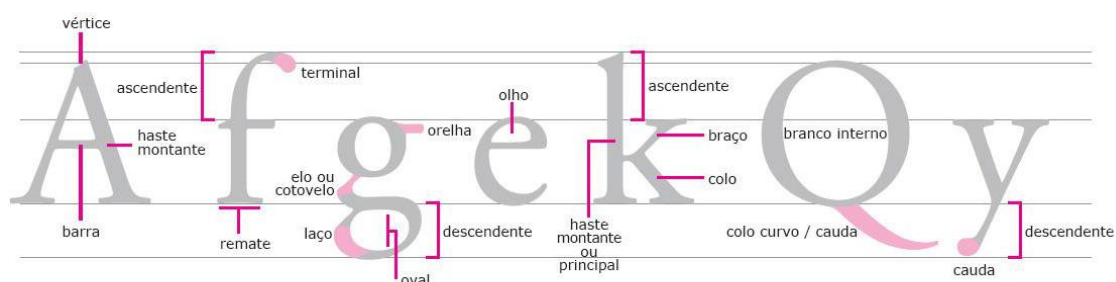 vértice
ascendente
haste
montante
barra
terminal
remate
orelha
elo ou
cotovelo
laço
oval
descendente
olho
ascendente
braço
colo
haste
montante
ou
principal
branco interno
colo curvo / cauda
descendente
cauda
A f g e k Q y